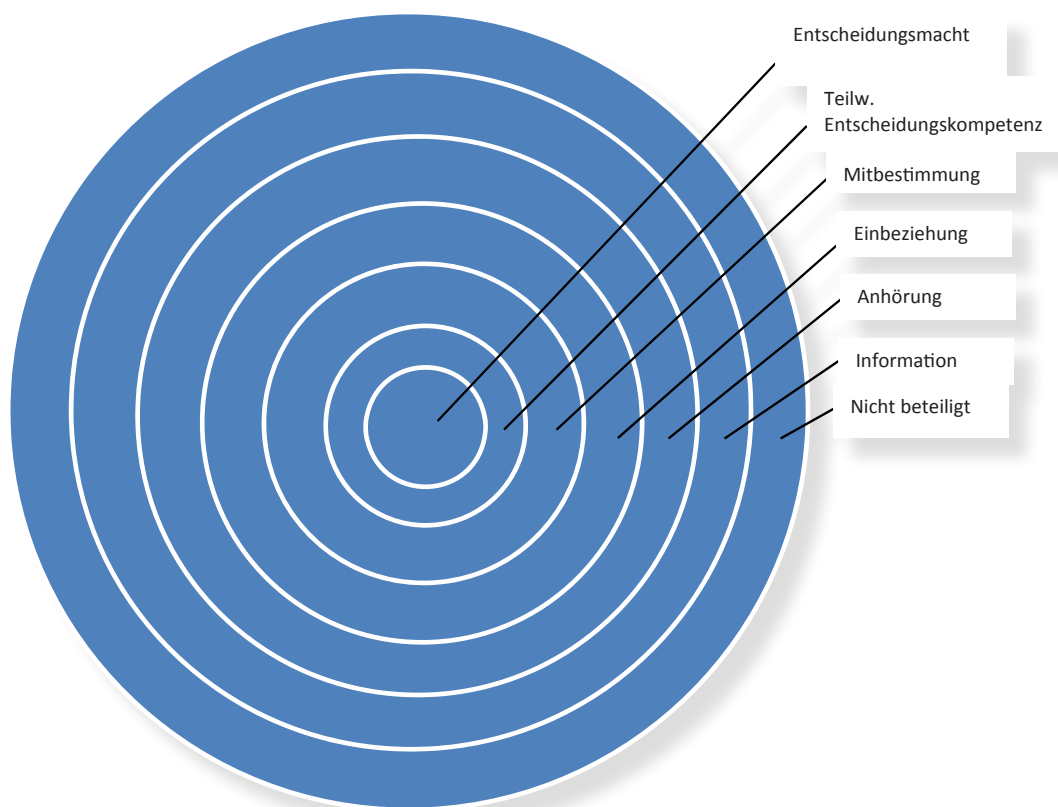 Entscheidungsmacht
Teilw.
Entscheidungskompetenz
Mitbestimmung
Einbeziehung
Anhörung
Information
Nicht beteiligt